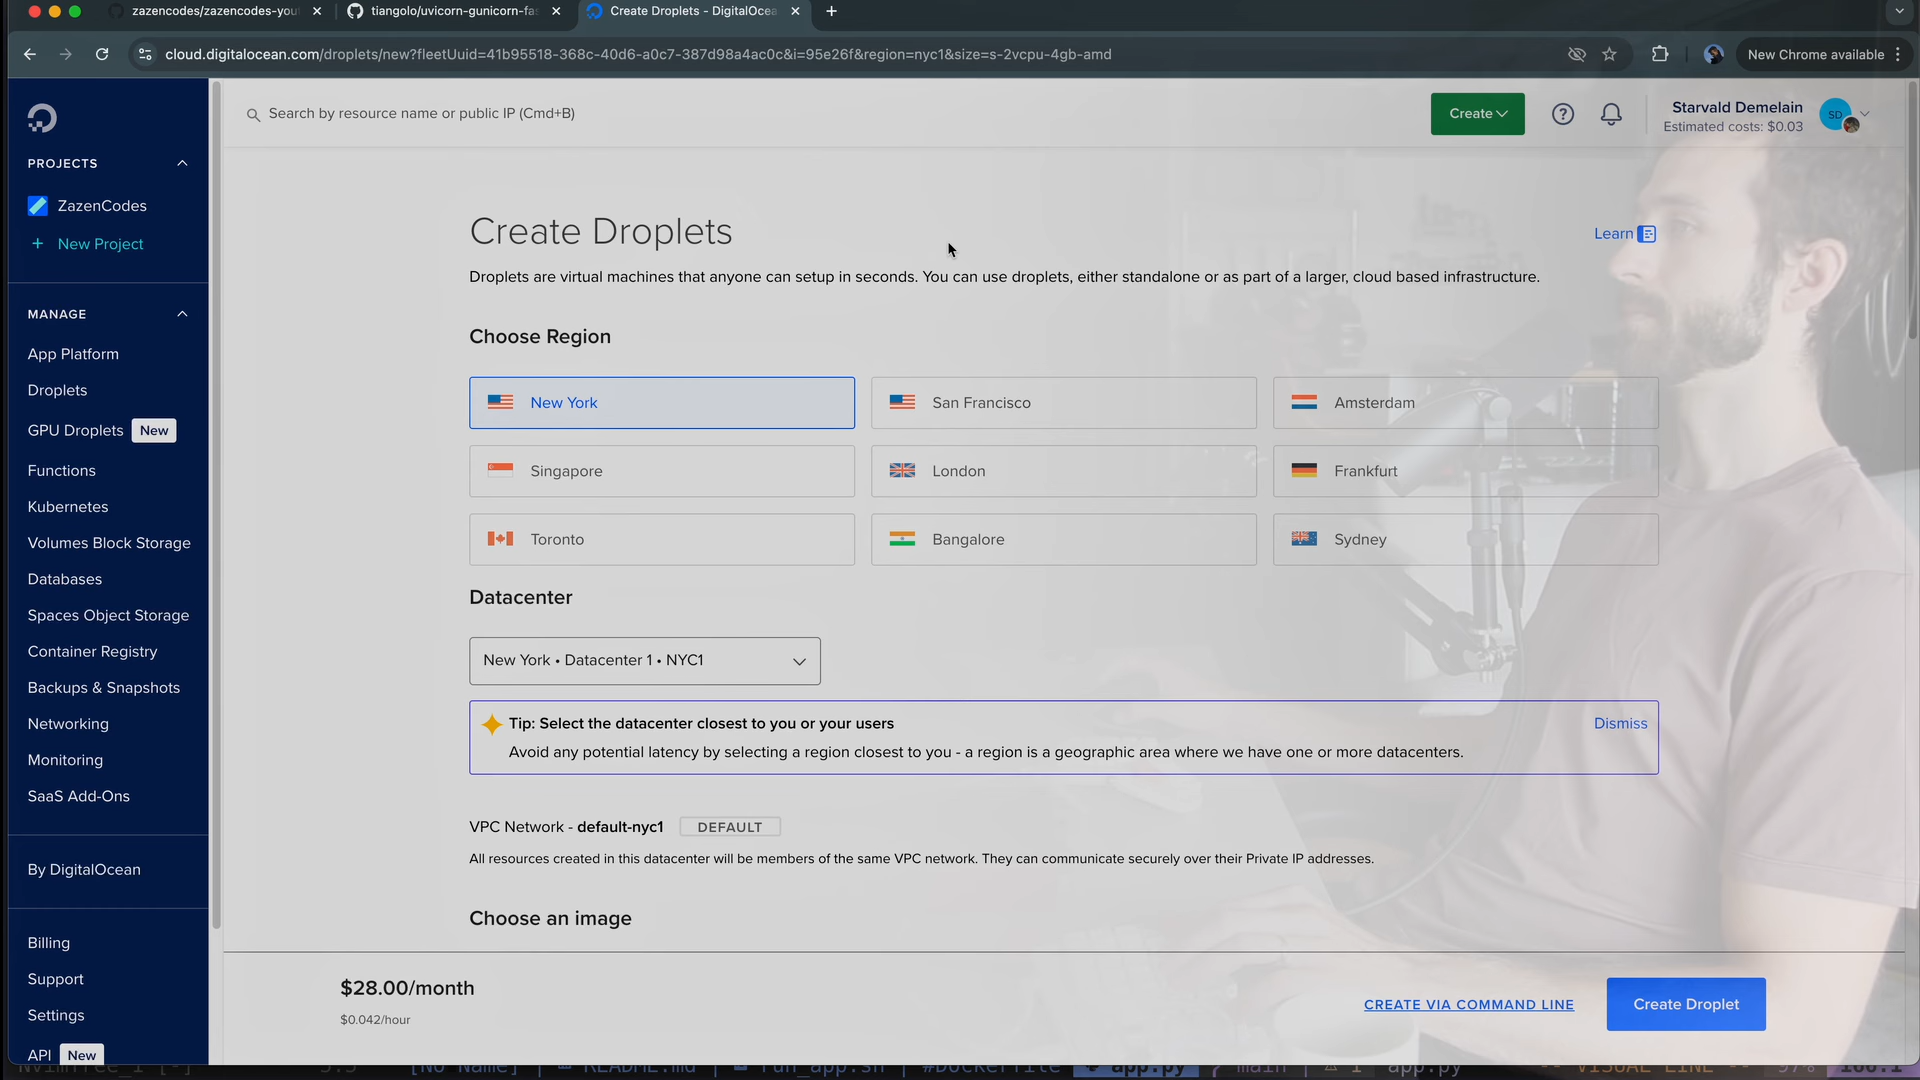 zazencodes/zazencodes-you
tiangolo/uvicorn-gunicorn-fas
Create Droplets - DigitalOcea
cloud.digitalocean.com/droplets/new?fleetUuid=41b95518-368c-40d6-a0c7-387d98a4ac0c&i=95e26f&region=nyc1&size=s-2vcpu-4gb-amd
New Chrome available
Search by resource name or public IP (Cmd+B)
Create
Starvald Demelain
Estimated costs: $0.03
SD
PROJECTS
ZazenCodes
+ New Project
MANAGE
App Platform
Droplets
GPU Droplets New
Functions
Kubernetes
Volumes Block Storage
Databases
Spaces Object Storage
Container Registry
Backups & Snapshots
Networking
Monitoring
SaaS Add-Ons
By DigitalOcean
Billing
Support
Settings
API New
Create Droplets
Learn
Droplets are virtual machines that anyone can setup in seconds. You can use droplets, either standalone or as part of a larger, cloud based infrastructure.
Choose Region
New York
San Francisco
Amsterdam
Singapore
London
Frankfurt
Toronto
Bangalore
Sydney
Datacenter
New York • Datacenter 1 • NYC1
Tip: Select the datacenter closest to you or your users
Dismiss
Avoid any potential latency by selecting a region closest to you - a region is a geographic area where we have one or more datacenters.
VPC Network - default-nyc1 DEFAULT
All resources created in this datacenter will be members of the same VPC network. They can communicate securely over their Private IP addresses.
Choose an image
$28.00/month
$0.042/hour
CREATE VIA COMMAND LINE
Create Droplet
[No Name] README.md run_app.sh #Dockerfile app.py main 1 app.py -- VISUAL LINE -- 97%